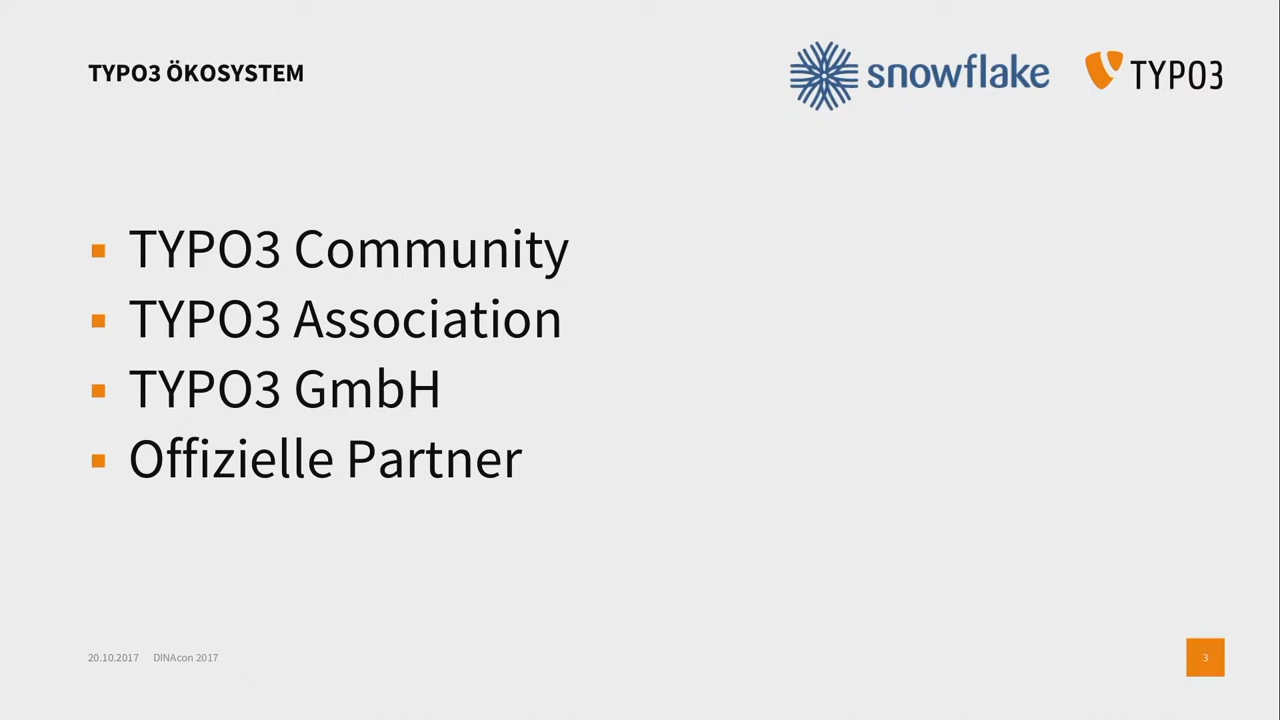 TYPO3 ÖKOSYSTEM
snowflake
TYPO3
TYPO3 Community
TYPO3 Association
TYPO3 GmbH
Offizielle Partner
20.10.2017 DINAcon 2017
3